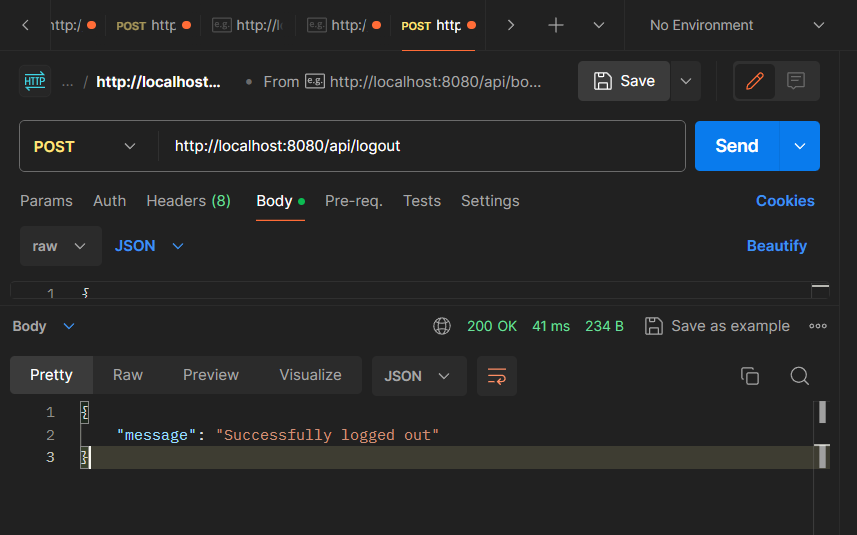 http:/ POST http e.g. http://l e.g. http:/ POST http No Environment
HTTP ... / http://localhost... From e.g. http://localhost:8080/api/bo... Save
POST http://localhost:8080/api/logout Send
Params Auth Headers (8) Body Pre-req. Tests Settings Cookies
raw JSON Beautify
1 {
Body 200 OK 41 ms 234 B Save as example
Pretty Raw Preview Visualize JSON
1 {
2 "message": "Successfully logged out"
3 }